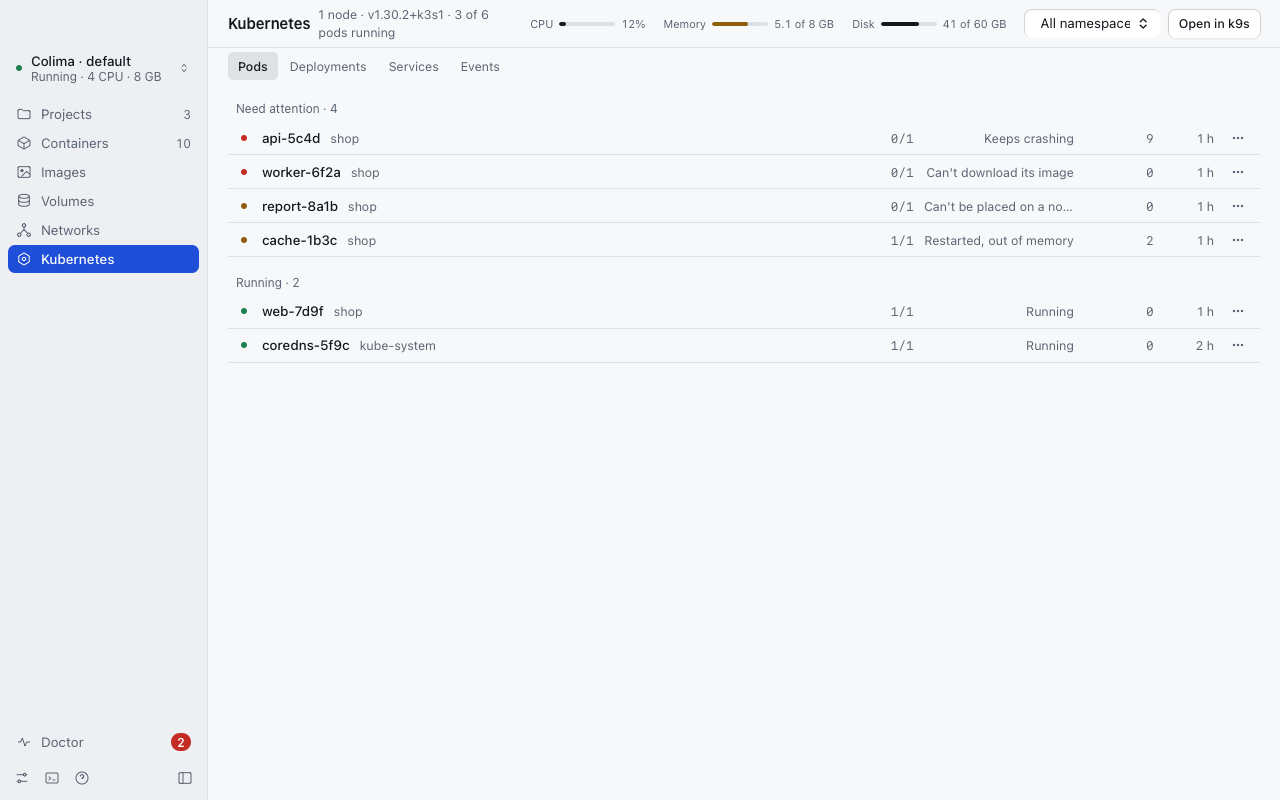 Colima · default
Running · 4 CPU · 8 GB
Projects 3
Containers 10
Images
Volumes
Networks
Kubernetes
Doctor 2
Kubernetes
1 node · v1.30.2+k3s1 · 3 of 6
pods running
CPU 12%
Memory 5.1 of 8 GB
Disk 41 of 60 GB
All namespace
Open in k9s
Pods Deployments Services Events
Need attention · 4
api-5c4d shop 0/1 Keeps crashing 9 1 h
worker-6f2a shop 0/1 Can't download its image 0 1 h
report-8a1b shop 0/1 Can't be placed on a no… 0 1 h
cache-1b3c shop 1/1 Restarted, out of memory 2 1 h
Running · 2
web-7d9f shop 1/1 Running 0 1 h
coredns-5f9c kube-system 1/1 Running 0 2 h